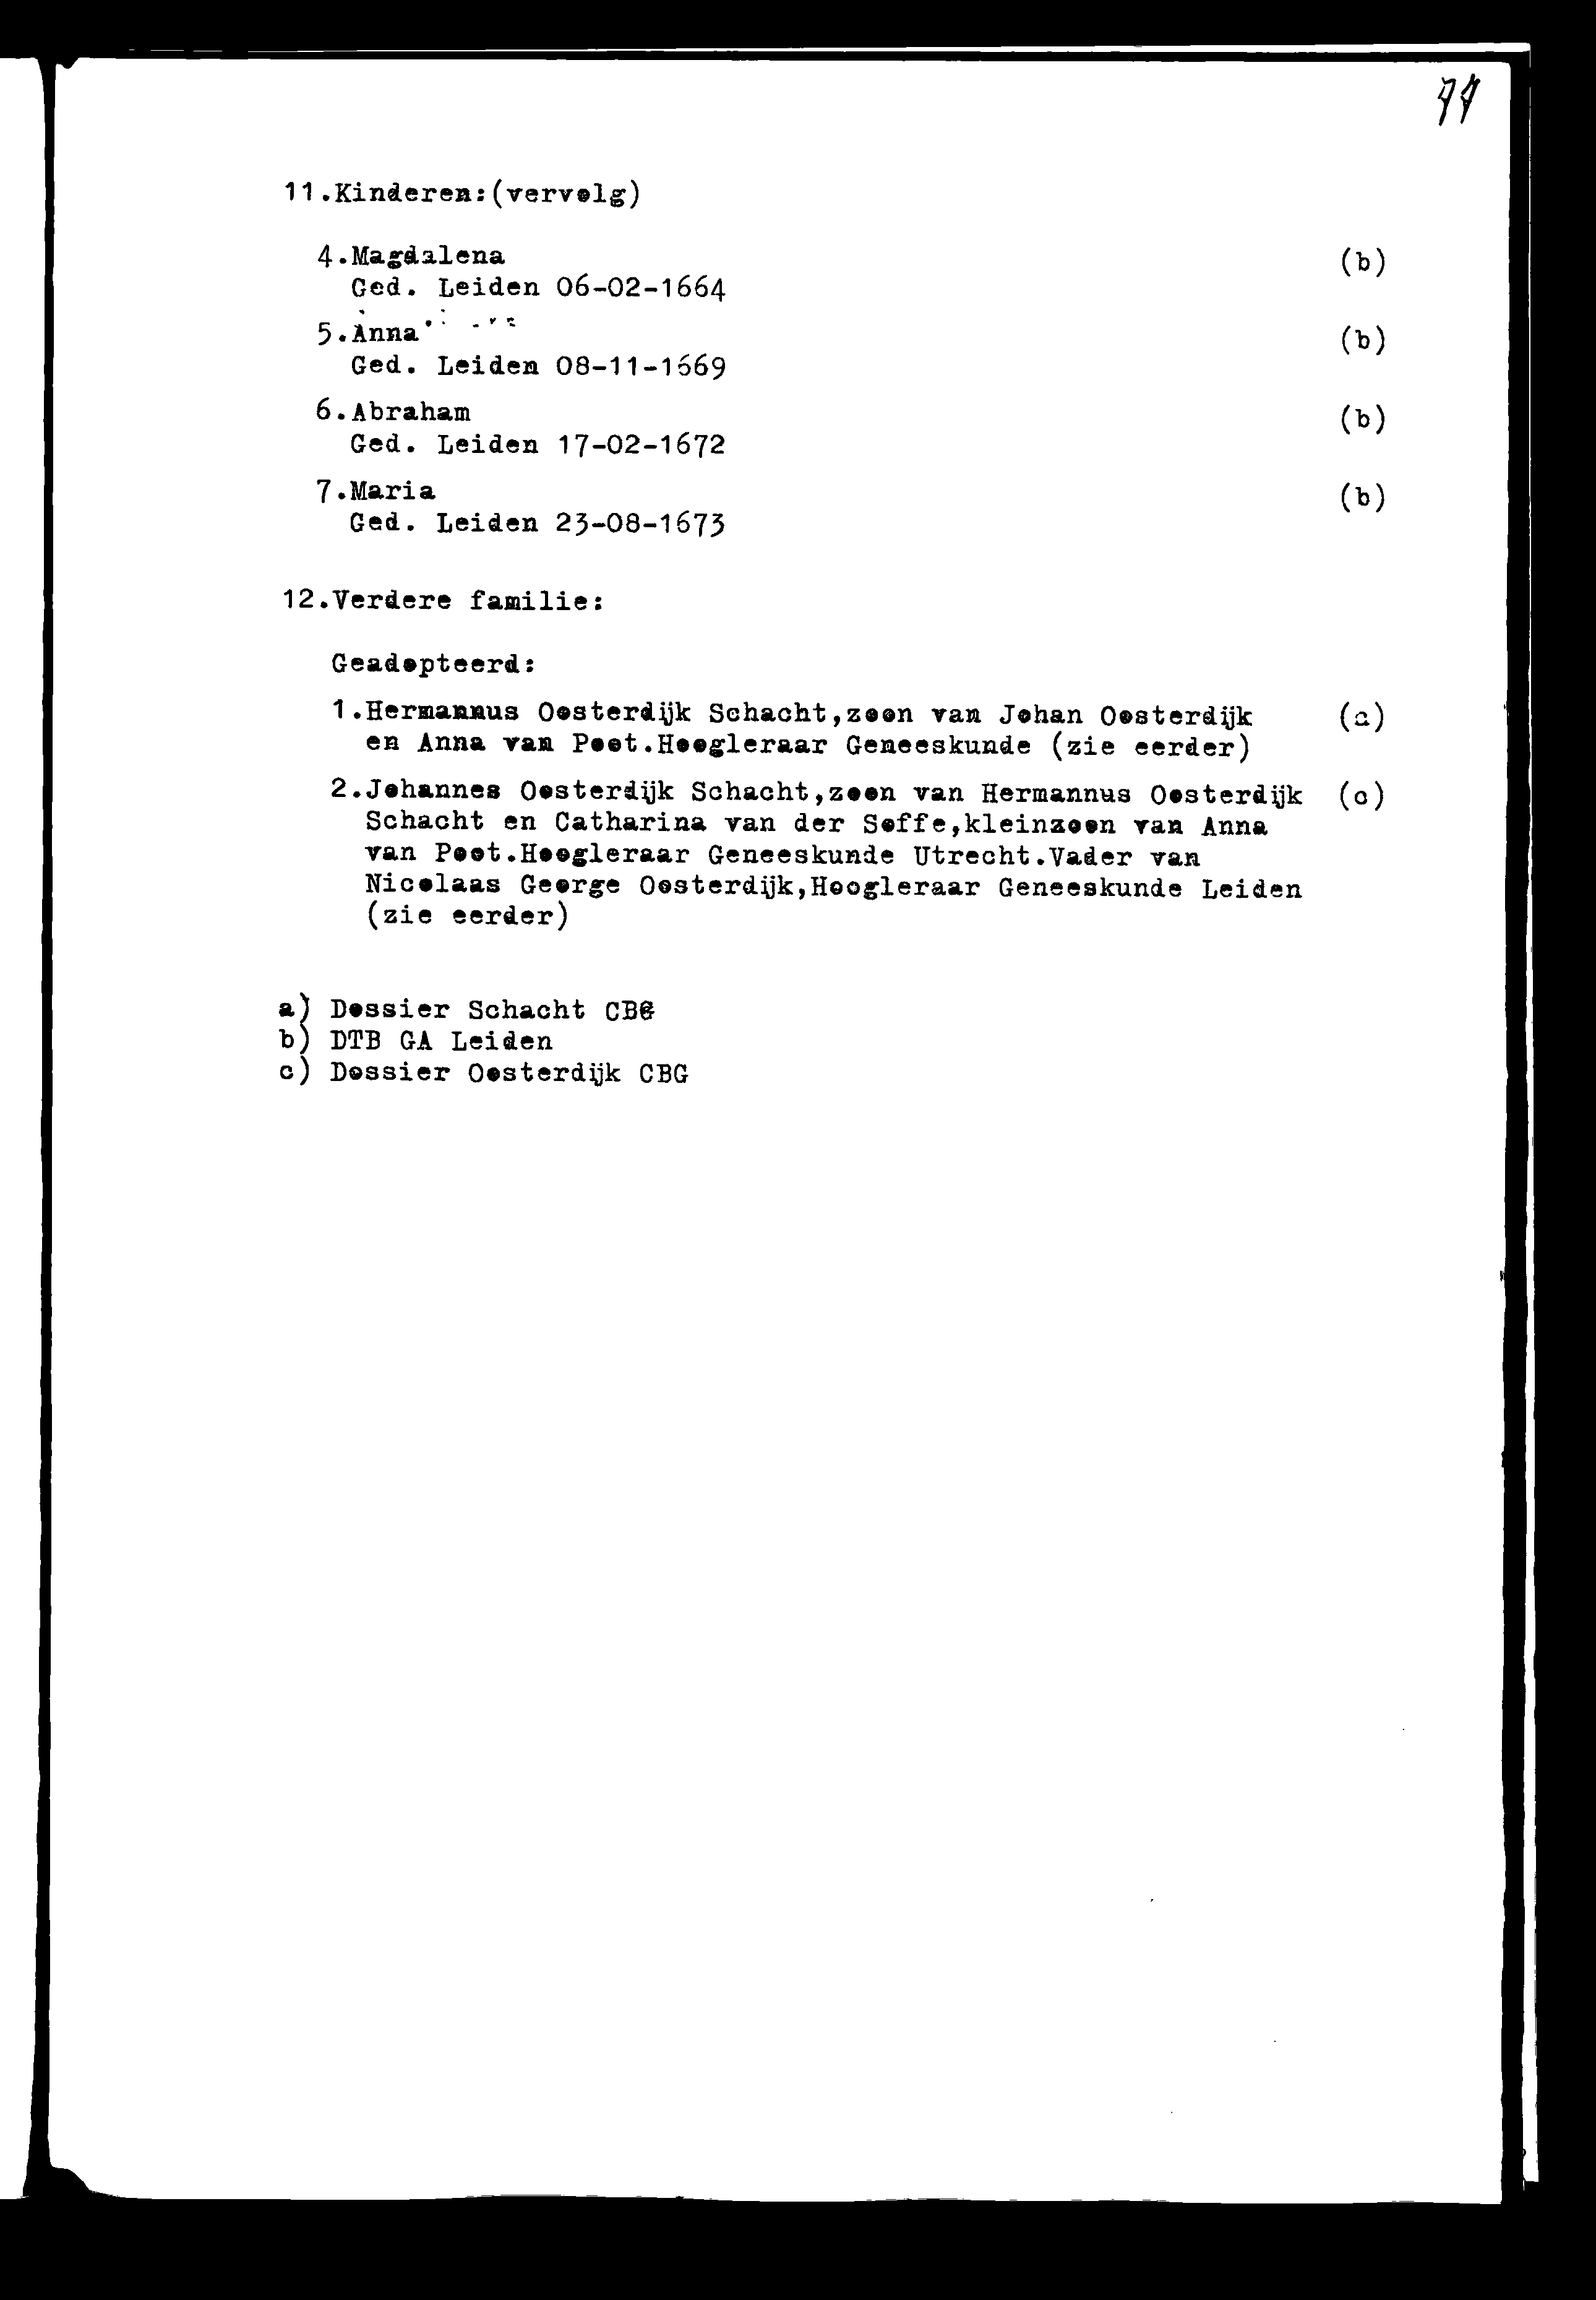 11.Kinderen:(vervolg)
4.Magdalena (b)
Ged. Leiden 06-02-1664
5.Anna (b)
Ged. Leiden 08-11-1669
6.Abraham (b)
Ged. Leiden 17-02-1672
7.Maria (b)
Ged. Leiden 23-08-1673
12.Verdere familie:
Geadopteerd:
1.Hermannus Oosterdijk Schacht,zoon van Johan Oosterdijk (a)
en Anna van Poot.Hoogleraar Geneeskunde (zie eerder)
2.Johannes Oosterdijk Schacht,zoon van Hermannus Oosterdijk (c)
Schacht en Catharina van der Soffe,kleinzoon van Anna
van Poot.Hoogleraar Geneeskunde Utrecht.Vader van
Nicolaas George Oosterdijk,Hoogleraar Geneeskunde Leiden
(zie eerder)
a) Dossier Schacht CBG
b) DTB GA Leiden
c) Dossier Oosterdijk CBG